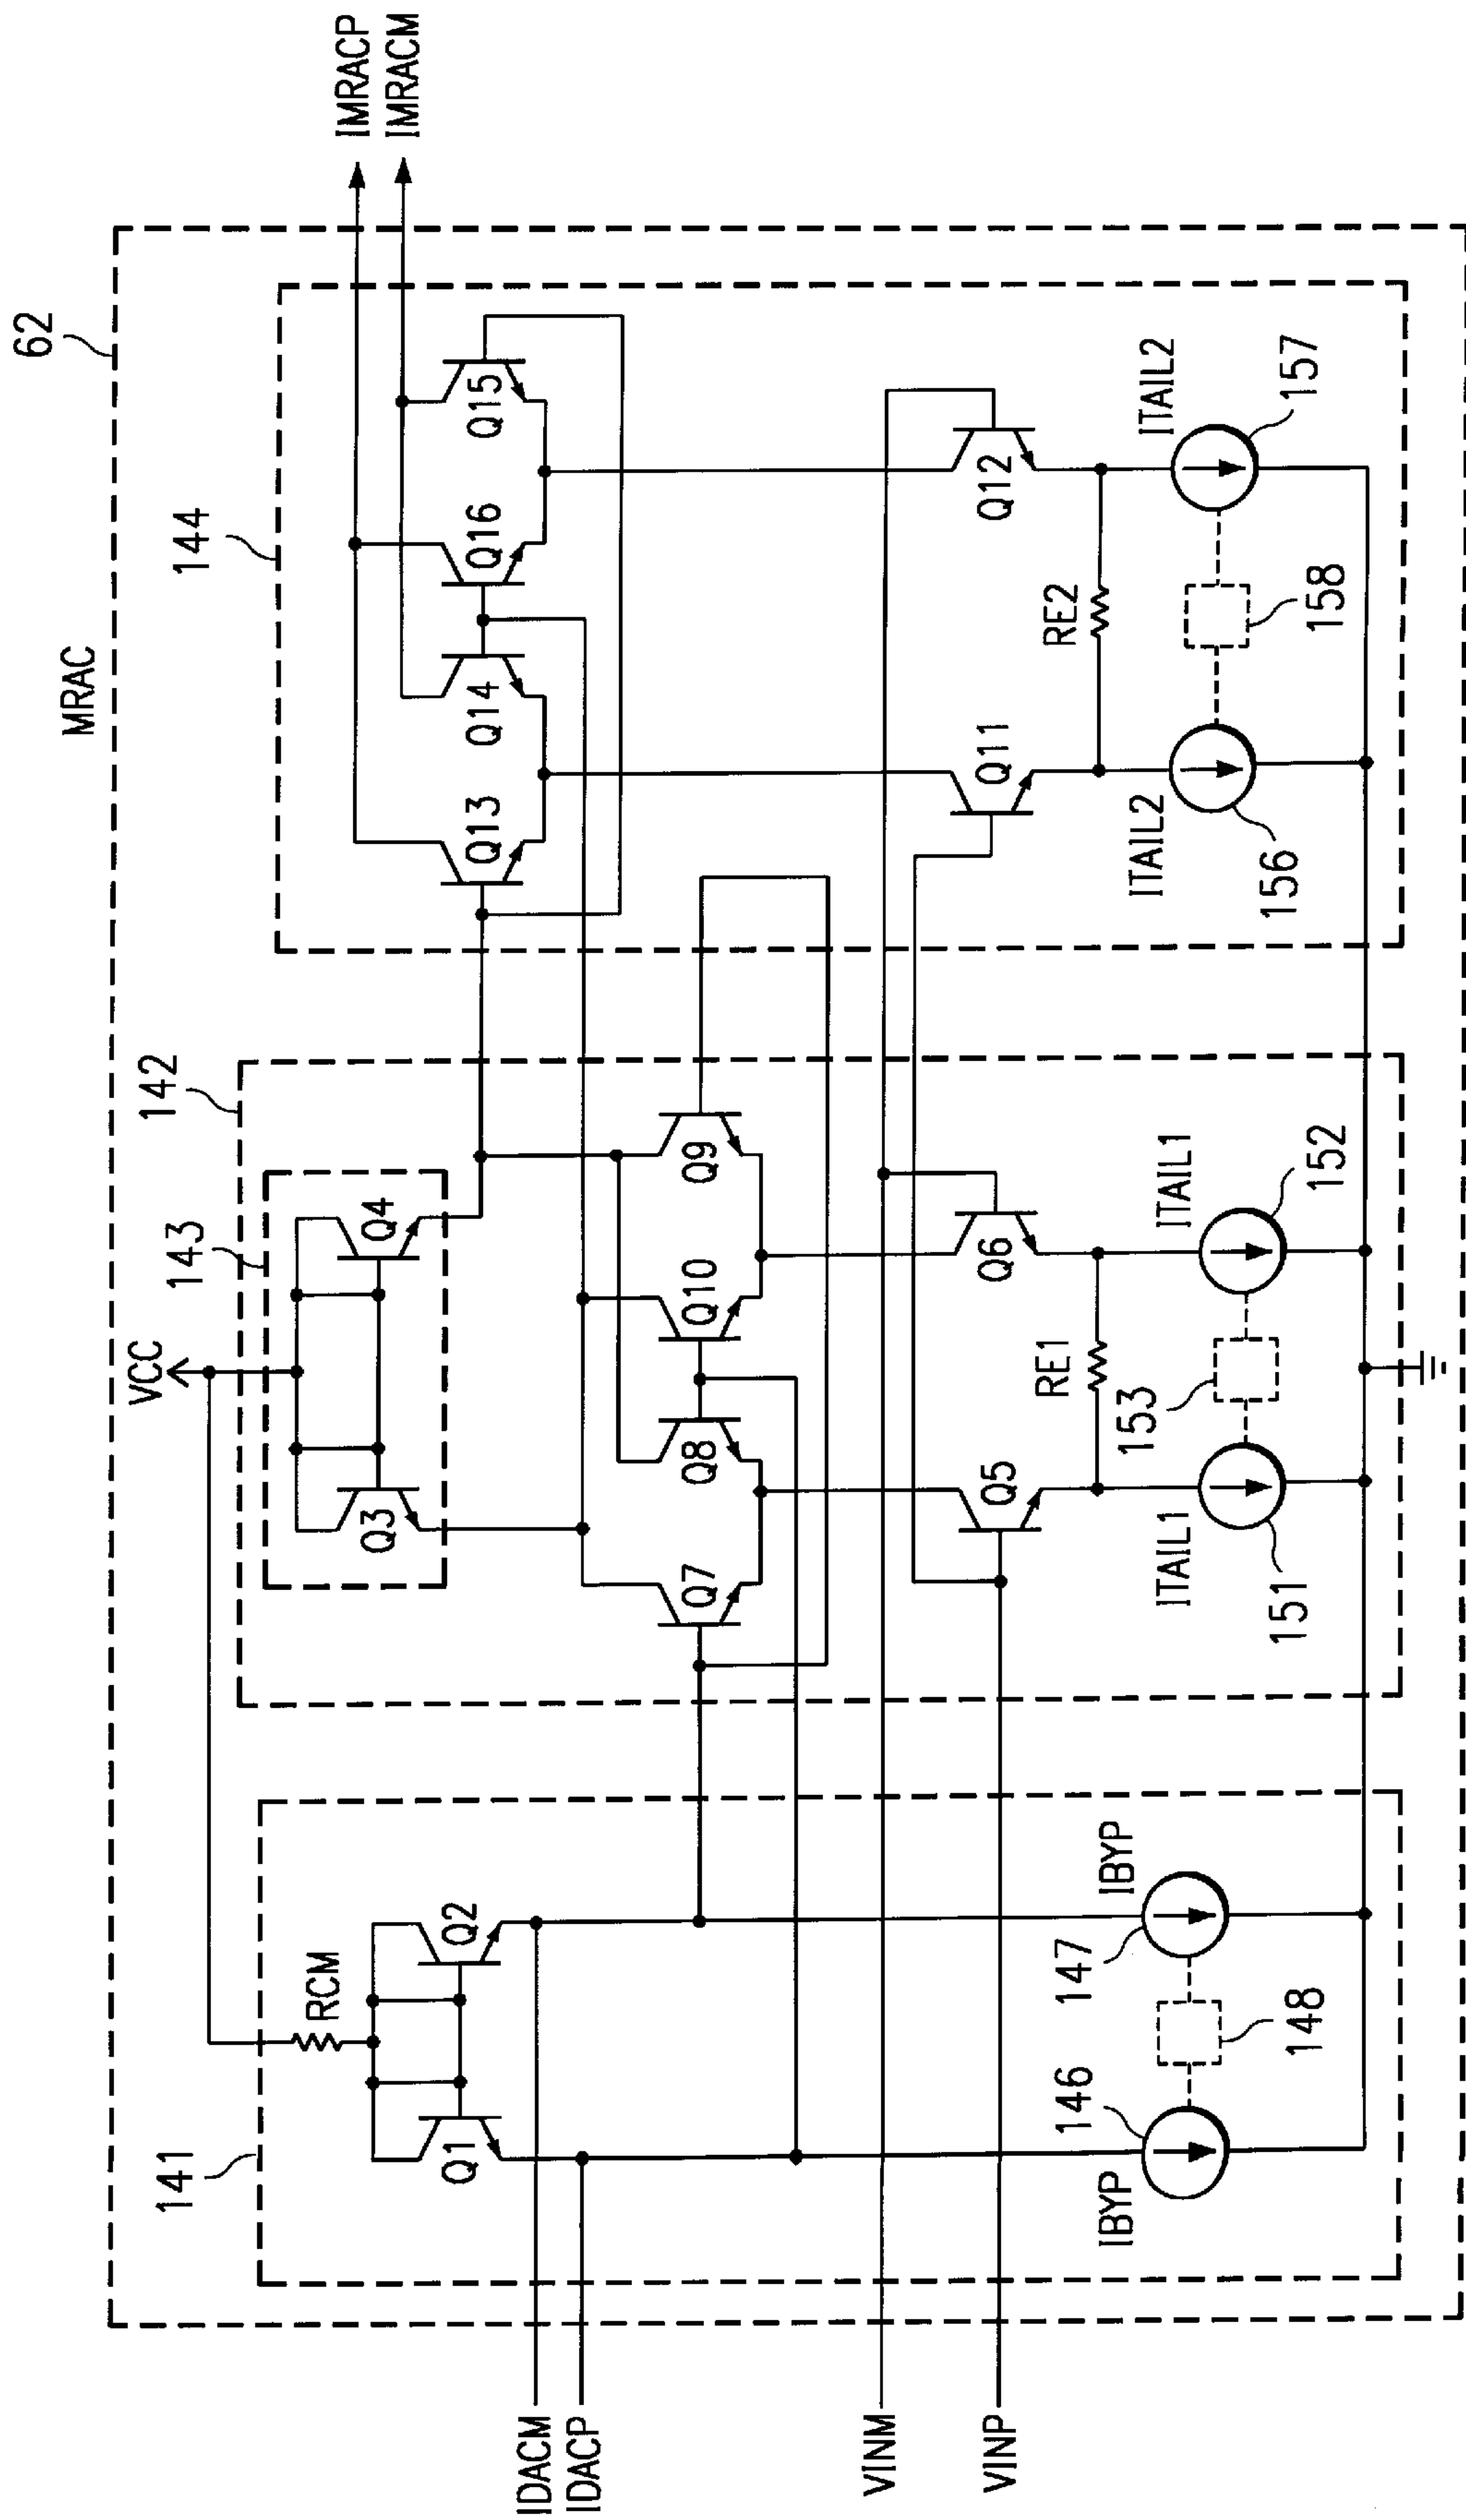 62
MRAC
IMRACP
IMRACM
141
142
143
144
VCC
RCM
Q1
Q2
Q3
Q4
Q7
Q8
Q10
Q9
Q13
Q14
Q16
Q15
Q5
Q6
Q11
Q12
RE1
RE2
IDACM
IDACP
VINM
VINP
IBYP
146
148
147
IBYP
ITAIL1
151
153
152
ITAIL1
ITAIL2
156
158
157
ITAIL2